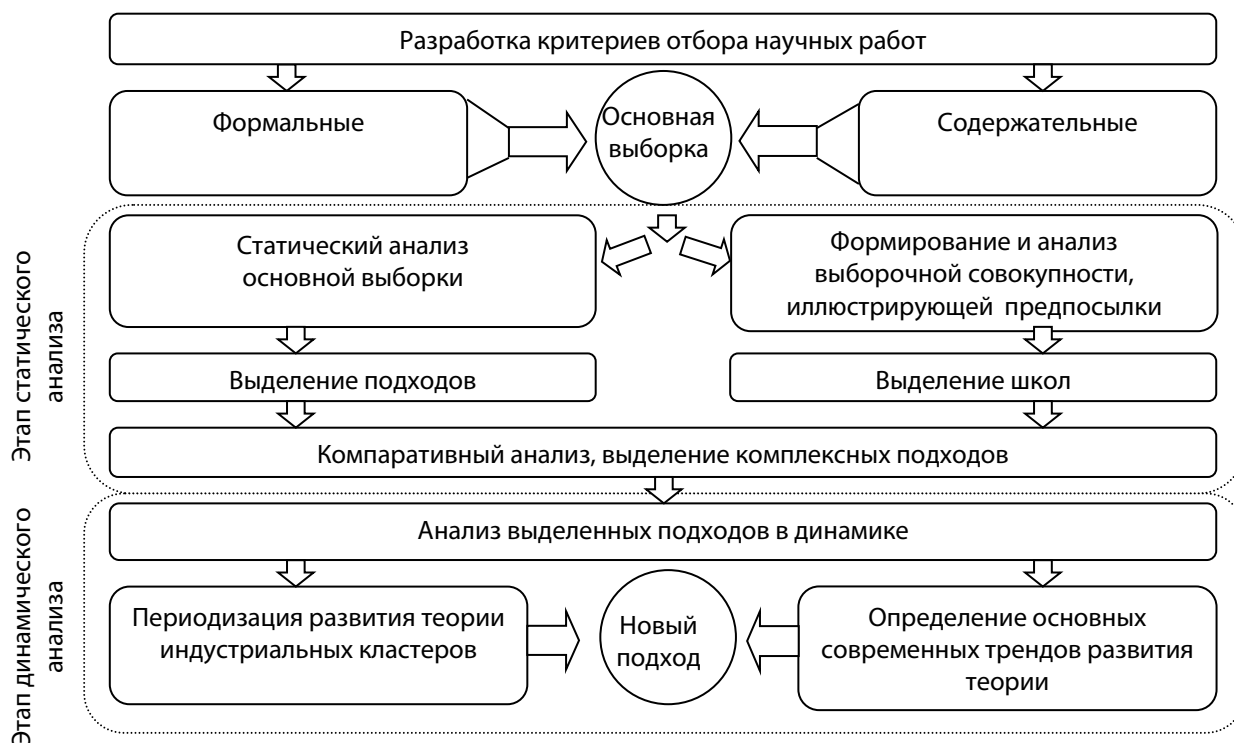 Разработка критериев отбора научных работ
Формальные
Основная
выборка
Содержательные
Этап статического
анализа
Статический анализ
основной выборки
Формирование и анализ
выборочной совокупности,
иллюстрирующей предпосылки
Выделение подходов
Выделение школ
Компаративный анализ, выделение комплексных подходов
Этап динамического
анализа
Анализ выделенных подходов в динамике
Периодизация развития теории
индустриальных кластеров
Новый
подход
Определение основных
современных трендов развития
теории